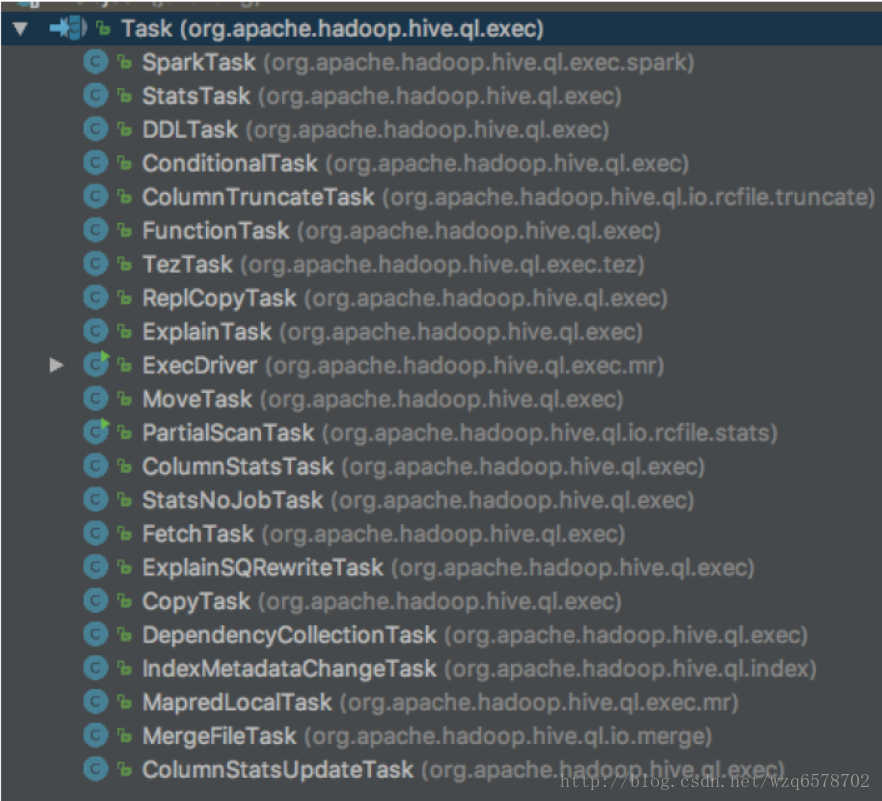 Task (org.apache.hadoop.hive.ql.exec)
SparkTask (org.apache.hadoop.hive.ql.exec.spark)
StatsTask (org.apache.hadoop.hive.ql.exec)
DDLTask (org.apache.hadoop.hive.ql.exec)
ConditionalTask (org.apache.hadoop.hive.ql.exec)
ColumnTruncateTask (org.apache.hadoop.hive.ql.io.rcfile.truncate)
FunctionTask (org.apache.hadoop.hive.ql.exec)
TezTask (org.apache.hadoop.hive.ql.exec.tez)
ReplCopyTask (org.apache.hadoop.hive.ql.exec)
ExplainTask (org.apache.hadoop.hive.ql.exec)
ExecDriver (org.apache.hadoop.hive.ql.exec.mr)
MoveTask (org.apache.hadoop.hive.ql.exec)
PartialScanTask (org.apache.hadoop.hive.ql.io.rcfile.stats)
ColumnStatsTask (org.apache.hadoop.hive.ql.exec)
StatsNoJobTask (org.apache.hadoop.hive.ql.exec)
FetchTask (org.apache.hadoop.hive.ql.exec)
ExplainSQRewriteTask (org.apache.hadoop.hive.ql.exec)
CopyTask (org.apache.hadoop.hive.ql.exec)
DependencyCollectionTask (org.apache.hadoop.hive.ql.exec)
IndexMetadataChangeTask (org.apache.hadoop.hive.ql.index)
MapredLocalTask (org.apache.hadoop.hive.ql.exec.mr)
MergeFileTask (org.apache.hadoop.hive.ql.io.merge)
ColumnStatsUpdateTask (org.apache.hadoop.hive.ql.exec)
http://blog.csdn.net/wzq6578702